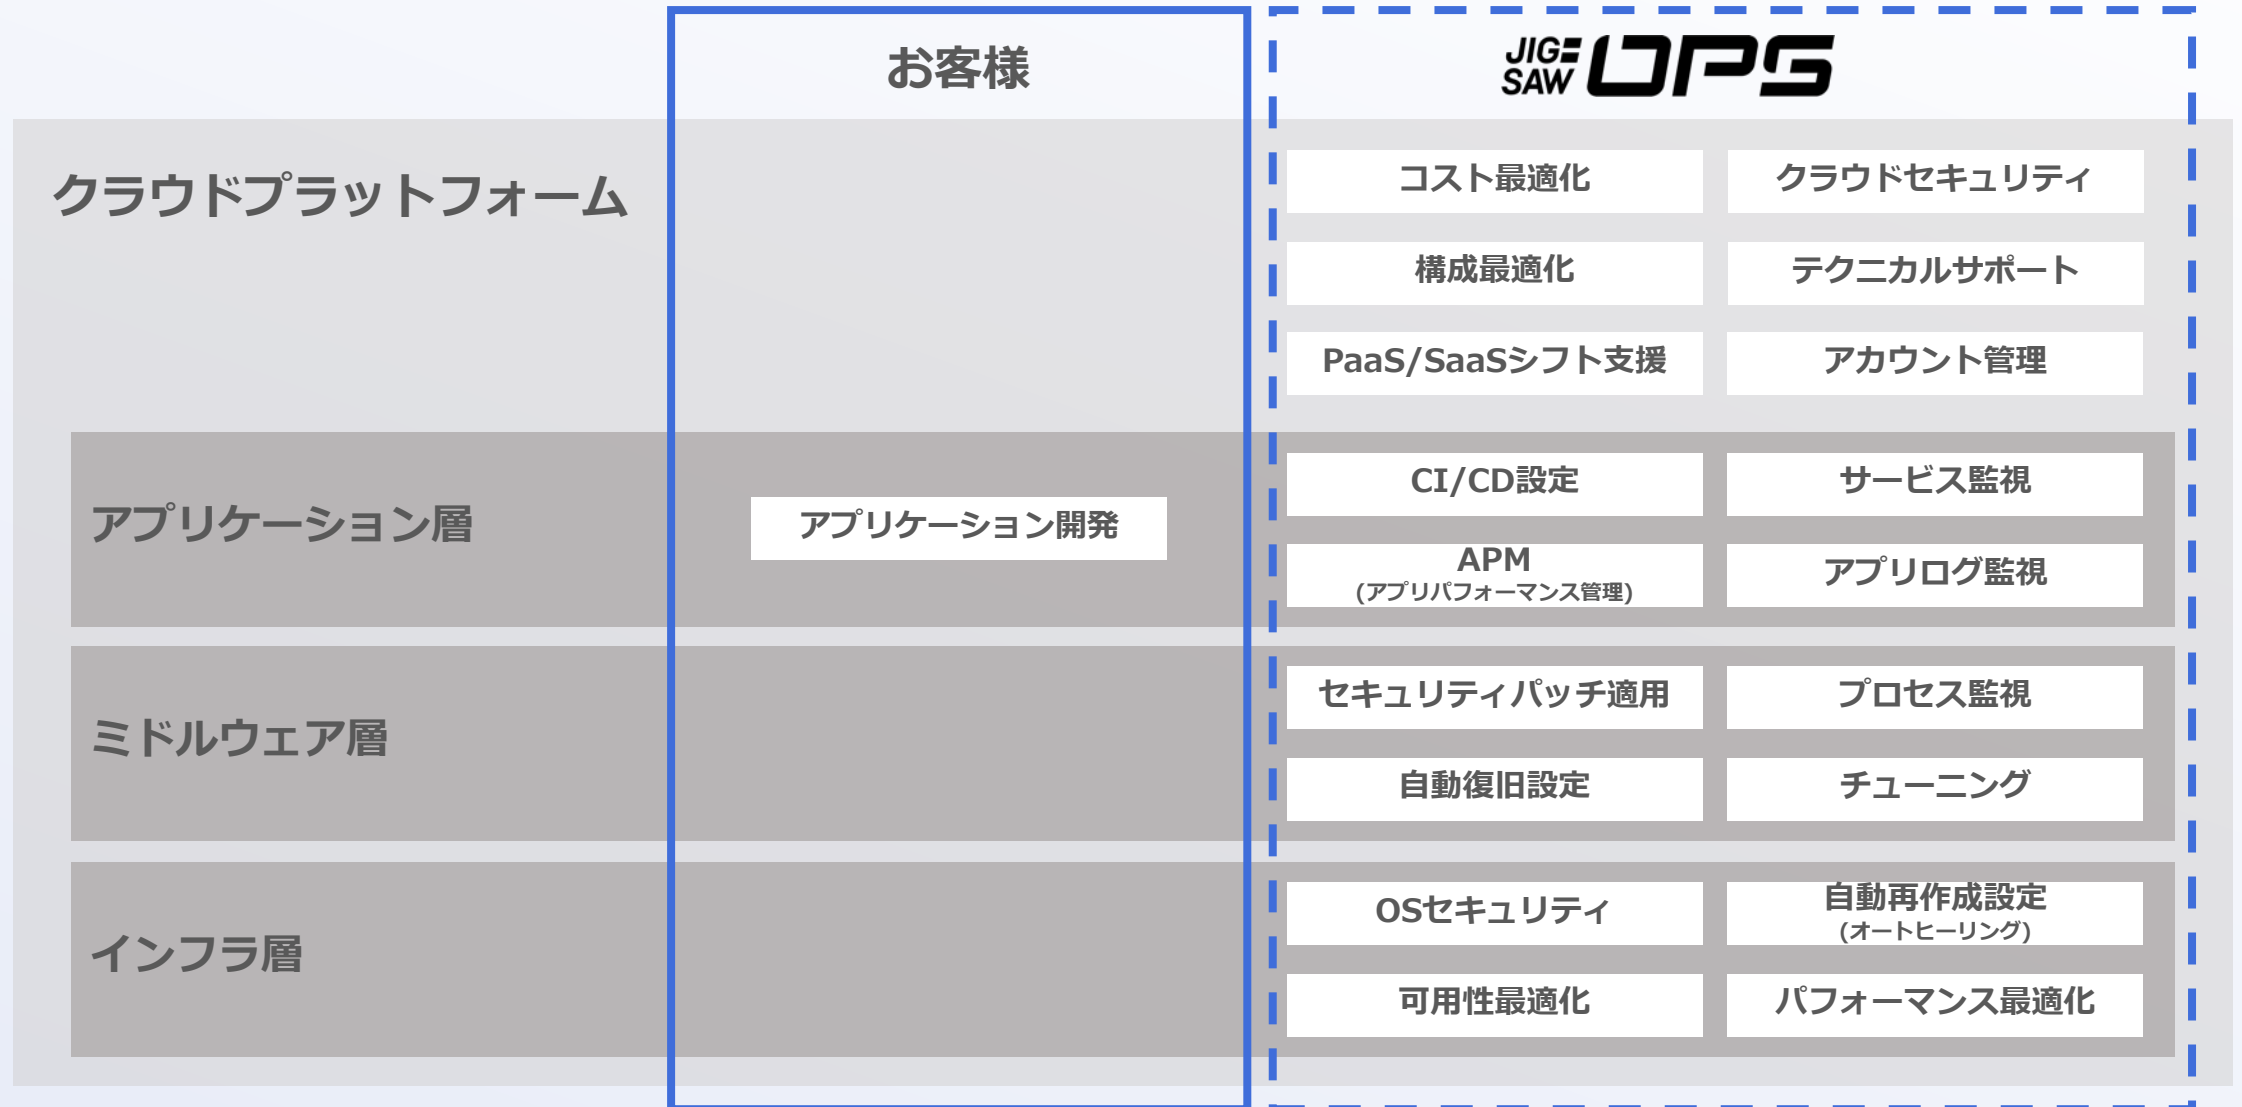 お客様
JIG-SAW OPS
クラウドプラットフォーム
コスト最適化
クラウドセキュリティ
構成最適化
テクニカルサポート
PaaS/SaaSシフト支援
アカウント管理
アプリケーション層
アプリケーション開発
CI/CD設定
サービス監視
APM
(アプリパフォーマンス管理)
アプリログ監視
ミドルウェア層
セキュリティパッチ適用
プロセス監視
自動復旧設定
チューニング
インフラ層
OSセキュリティ
自動再作成設定
(オートヒーリング)
可用性最適化
パフォーマンス最適化